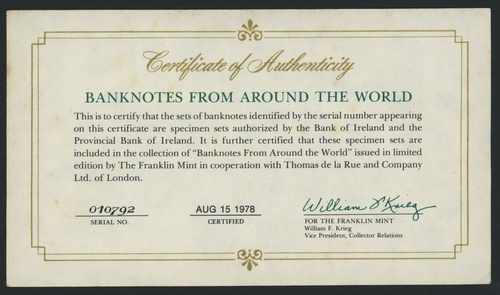 Certificate of Authenticity
BANKNOTES FROM AROUND THE WORLD
This is to certify that the sets of banknotes identified by the serial number appearing
on this certificate are specimen sets authorized by the Bank of Ireland and the
Provincial Bank of Ireland. It is further certified that these specimen sets are
included in the collection of "Banknotes From Around the World" issued in limited
edition by The Franklin Mint in cooperation with Thomas de la Rue and Company
Ltd. of London.
010792 AUG 15 1978 William F Krieg
SERIAL NO. CERTIFIED FOR THE FRANKLIN MINT
William F. Krieg
Vice President, Collector Relations